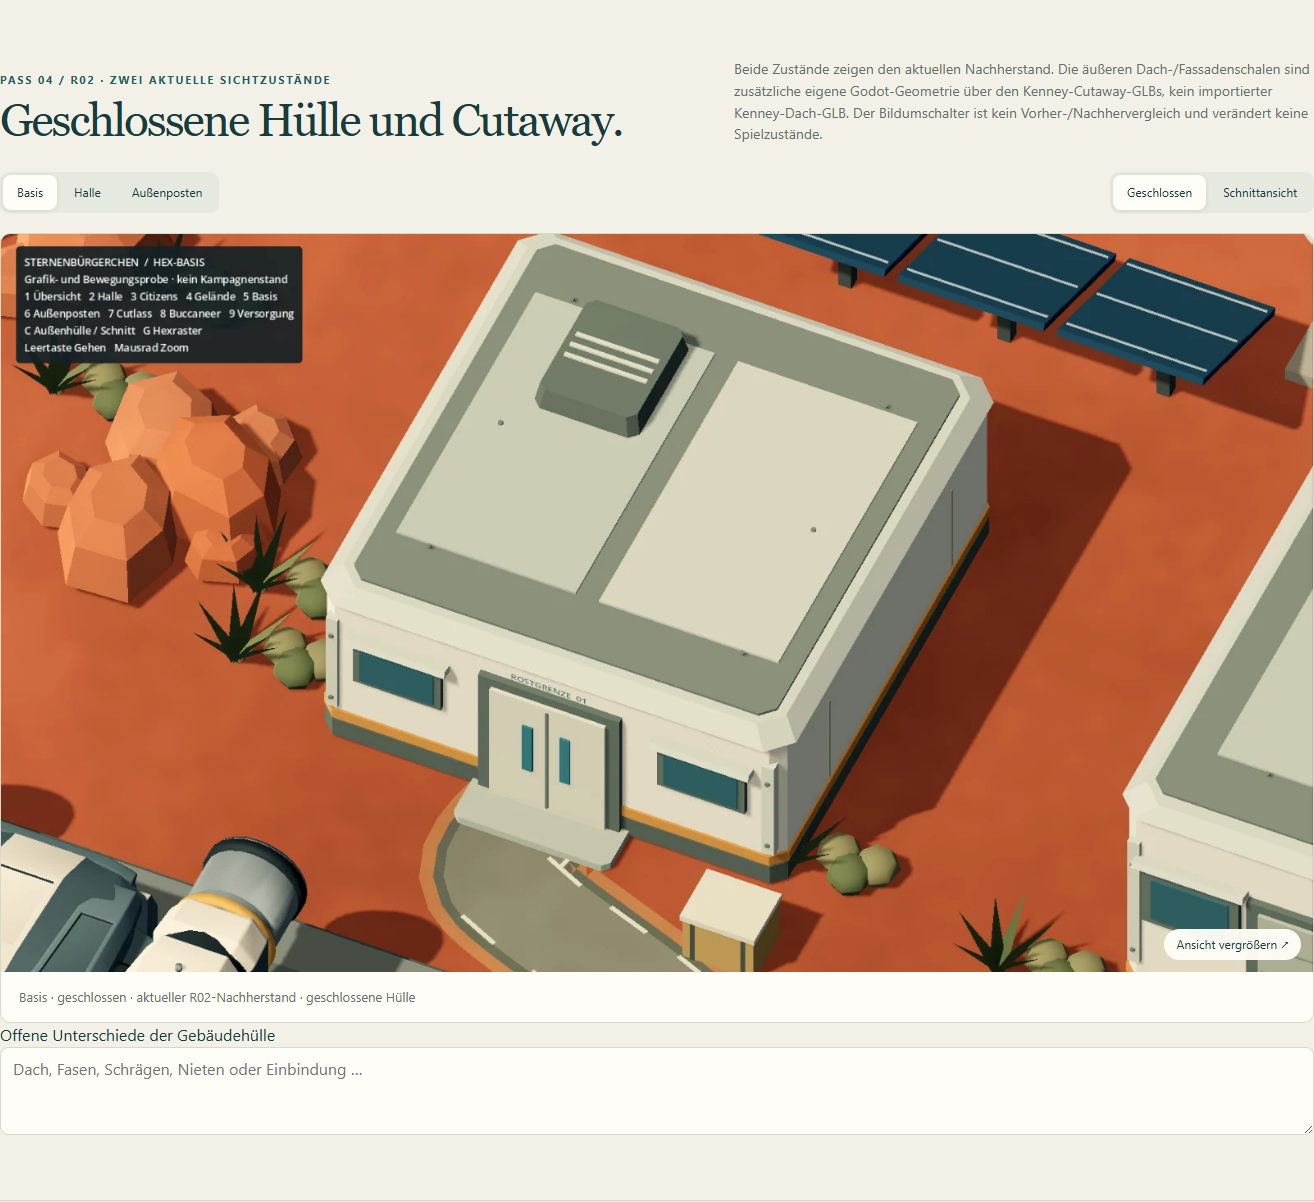 PASS 04 / R02 · ZWEI AKTUELLE SICHTZUSTÄNDE
Geschlossene Hülle und Cutaway.
Beide Zustände zeigen den aktuellen Nachherstand. Die äußeren Dach-/Fassadenschalen sind
zusätzliche eigene Godot-Geometrie über den Kenney-Cutaway-GLBs, kein importierter
Kenney-Dach-GLB. Der Bildumschalter ist kein Vorher-/Nachhervergleich und verändert keine
Spielzustände.
Basis Halle Außenposten
Geschlossen Schnittansicht
STERNENBÜRGERCHEN / HEX-BASIS
Grafik- und Bewegungsprobe · kein Kampagnenstand
1 Übersicht 2 Halle 3 Citizens 4 Gelände 5 Basis
6 Außenposten 7 Cutlass 8 Buccaneer 9 Versorgung
C Außenhülle / Schnitt G Hexraster
Leertaste Gehen Mausrad Zoom
ROSTGRENZE 01
Ansicht vergrößern ↗
Basis · geschlossen · aktueller R02-Nachherstand · geschlossene Hülle
Offene Unterschiede der Gebäudehülle
Dach, Fasen, Schrägen, Nieten oder Einbindung ...